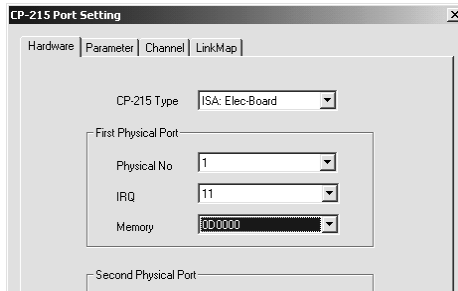 CP-215 Port Setting
Hardware Parameter Channel LinkMap
CP-215 Type ISA: Elec-Board
First Physical Port
Physical No 1
IRQ 11
Memory 0D0000
Second Physical Port